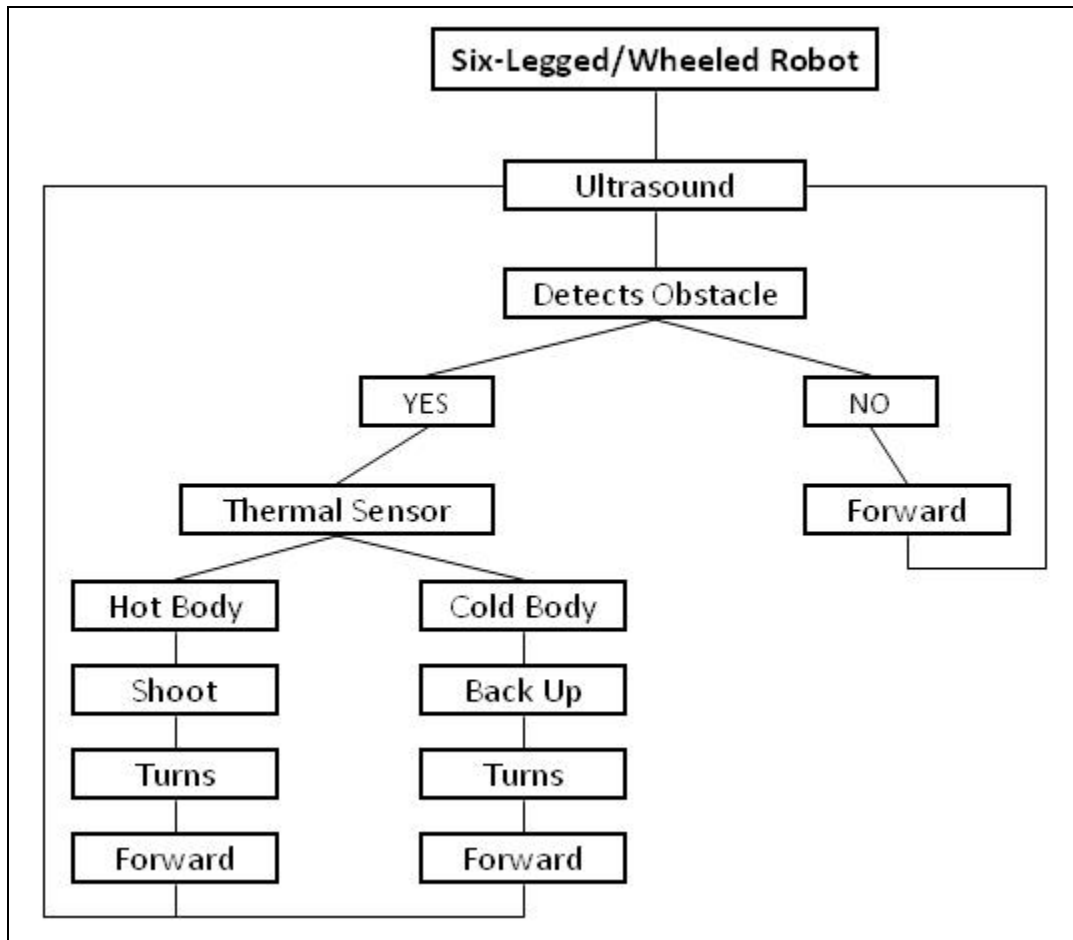 Six-Legged/Wheeled Robot
Ultrasound
Detects Obstacle
YES
NO
Thermal Sensor
Forward
Hot Body
Cold Body
Shoot
Back Up
Turns
Turns
Forward
Forward